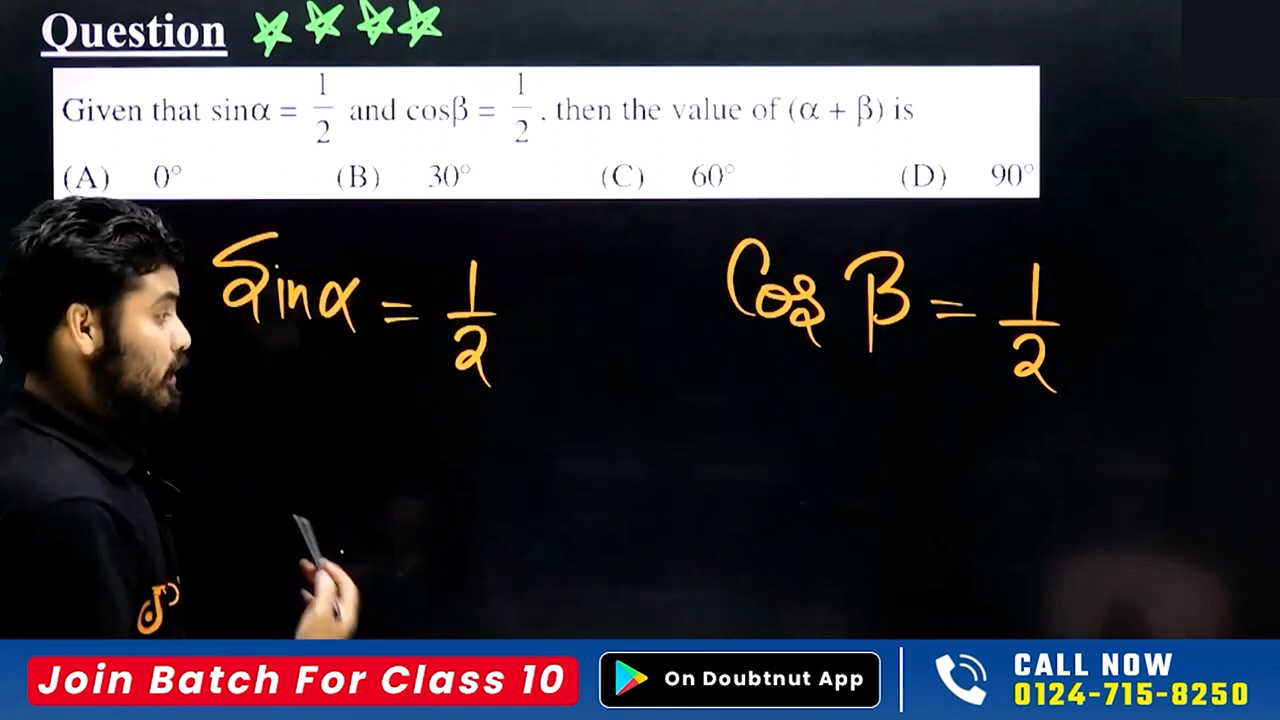 Question
Given that sinα = 1/2 and cosβ = 1/2, then the value of (α + β) is
(A) 0° (B) 30° (C) 60° (D) 90°
Sinα = 1/2 Cos β = 1/2
Join Batch For Class 10 On Doubtnut App CALL NOW
0124-715-8250